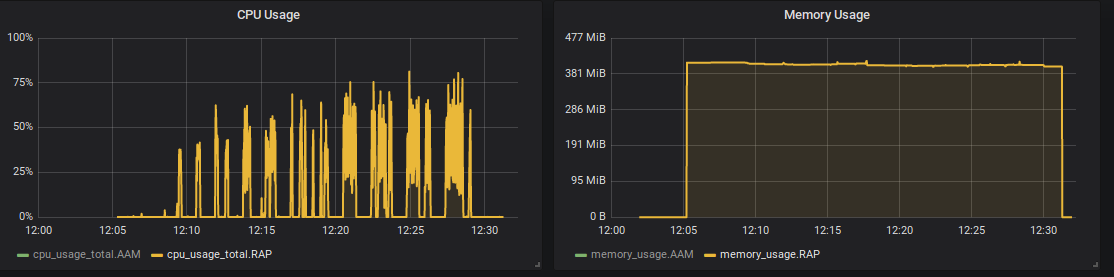 CPU Usage
100%
75%
50%
25%
0%
12:00 12:05 12:10 12:15 12:20 12:25 12:30
cpu_usage_total.AAM cpu_usage_total.RAP
Memory Usage
477 MiB
381 MiB
286 MiB
191 MiB
95 MiB
0 B
12:00 12:05 12:10 12:15 12:20 12:25 12:30
memory_usage.AAM memory_usage.RAP